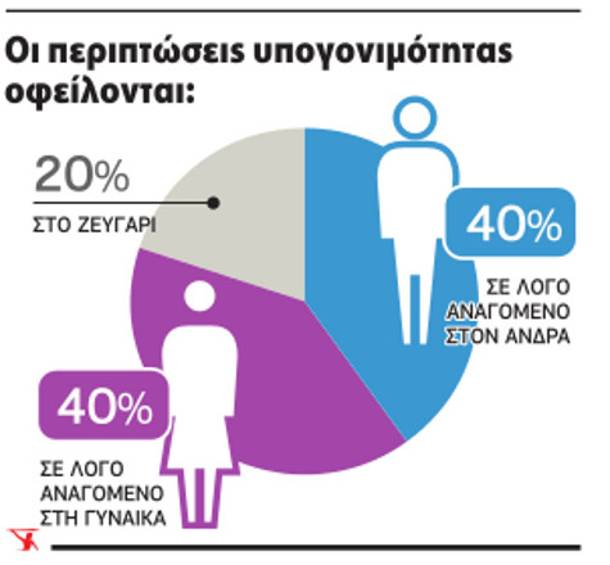 Οι περιπτώσεις υπογονιμότητας
οφείλονται:
20%
ΣΤΟ ΖΕΥΓΑΡΙ
40%
ΣΕ ΛΟΓΟ
ΑΝΑΓΟΜΕΝΟ
ΣΤΟΝ ΑΝΔΡΑ
40%
ΣΕ ΛΟΓΟ
ΑΝΑΓΟΜΕΝΟ
ΣΤΗ ΓΥΝΑΙΚΑ